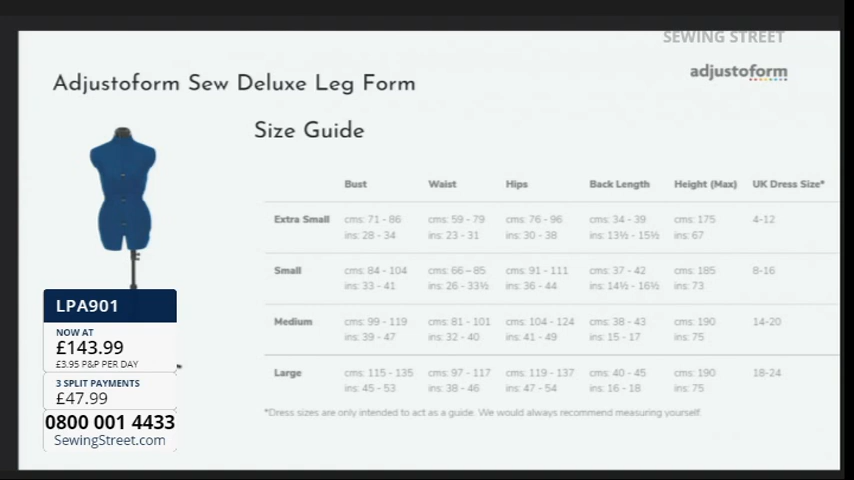 SEWING STREET
adjustoform
Adjustoform Sew Deluxe Leg Form
Size Guide
Bust Waist Hips Back Length Height (Max) UK Dress Size*
Extra Small cms: 71 - 86 cms: 59 - 79 cms: 76 - 96 cms: 34 - 39 cms: 175 4-12
ins: 28 - 34 ins: 23 - 31 ins: 30 - 38 ins: 13½ - 15½ ins: 67
Small cms: 84 - 104 cms: 66 – 85 cms: 91 - 111 cms: 37 - 42 cms: 185 8-16
ins: 33 - 41 ins: 26 - 33½ ins: 36 - 44 ins: 14½ - 16½ ins: 73
Medium cms: 99 - 119 cms: 81 - 101 cms: 104 - 124 cms: 38 - 43 cms: 190 14-20
ins: 39 - 47 ins: 32 - 40 ins: 41 - 49 ins: 15 - 17 ins: 75
Large cms: 115 - 135 cms: 97 - 117 cms: 119 - 137 cms: 40 - 45 cms: 190 18-24
ins: 45 - 53 ins: 38 - 46 ins: 47 - 54 ins: 16 - 18 ins: 75
*Dress sizes are only intended to act as a guide. We would always recommend measuring yourself.
LPA901
NOW AT
£143.99
£3.95 P&P PER DAY
3 SPLIT PAYMENTS
£47.99
0800 001 4433
SewingStreet.com